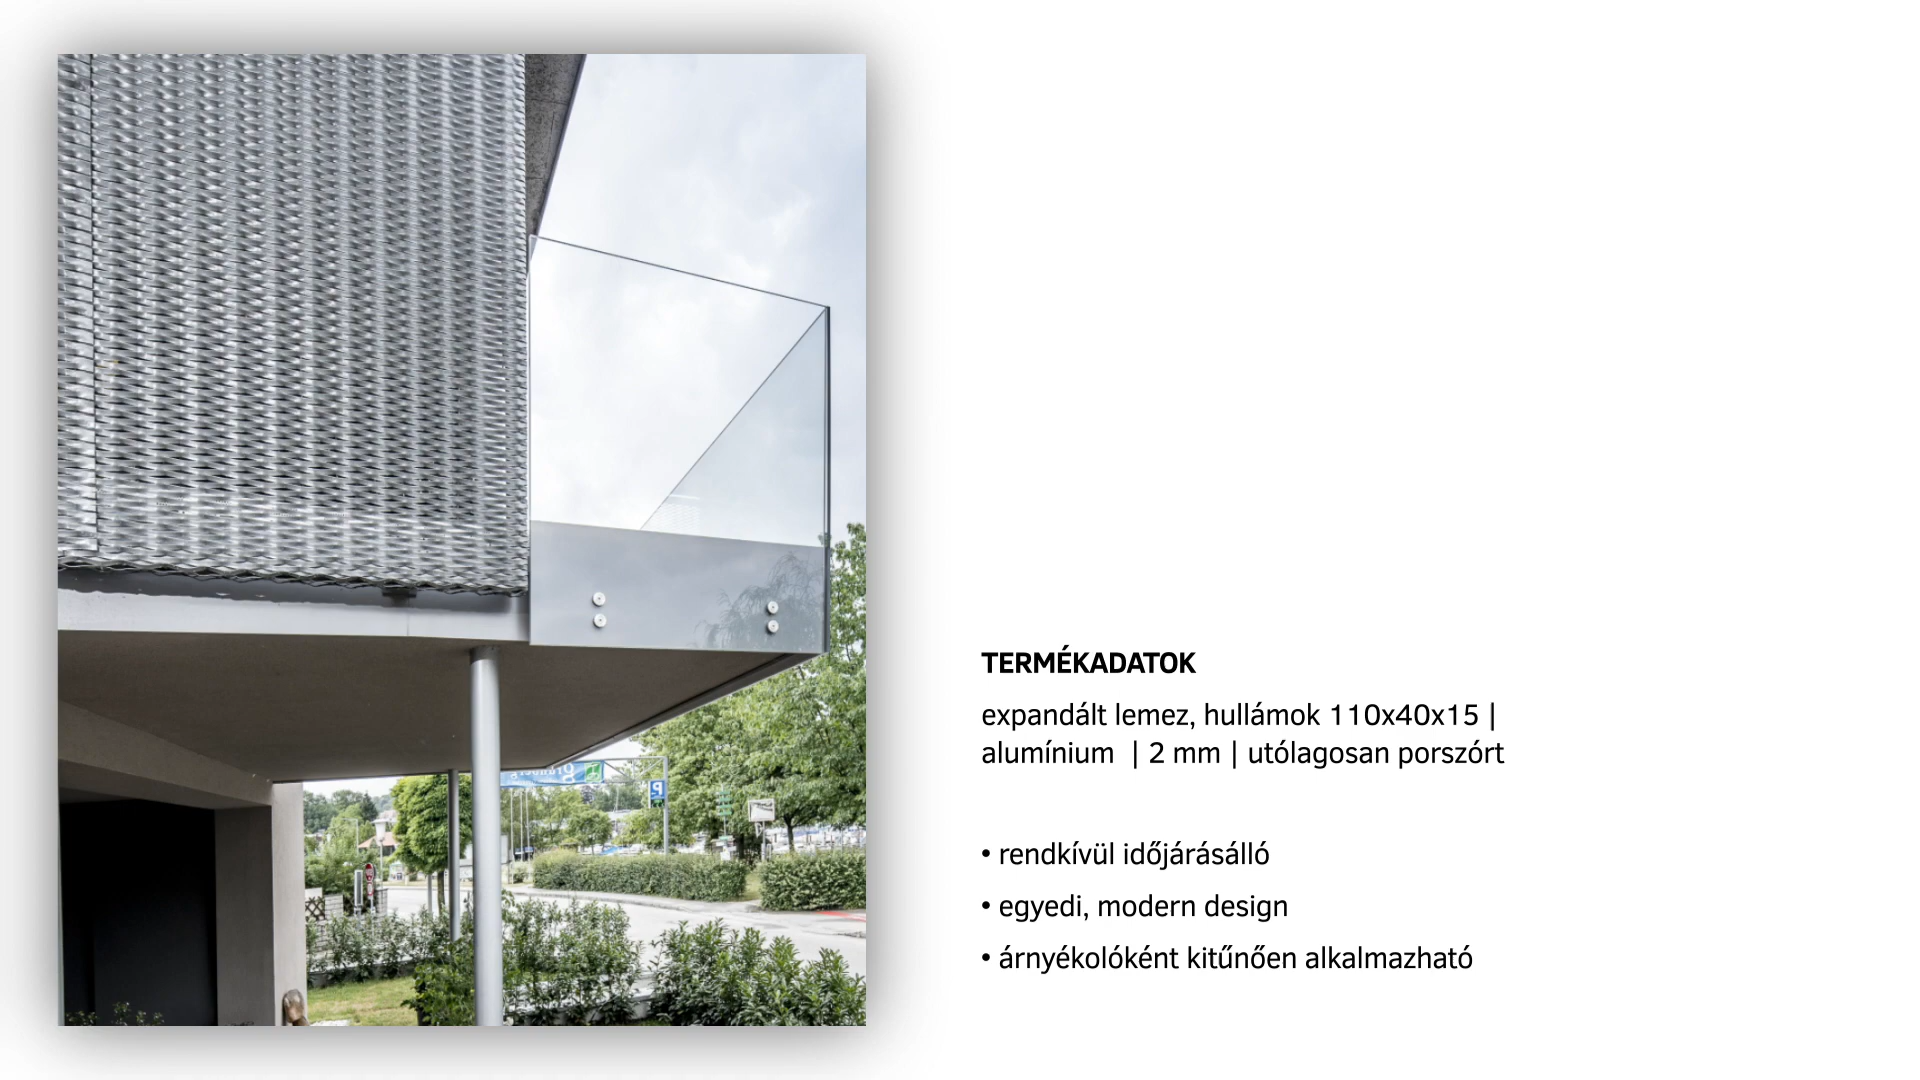 TERMÉKADATOK
expandált lemez, hullámok 110x40x15 |
alumínium | 2 mm | utólagosan porszórt
• rendkívül időjárásálló
• egyedi, modern design
• árnyékolóként kitűnően alkalmazható
P